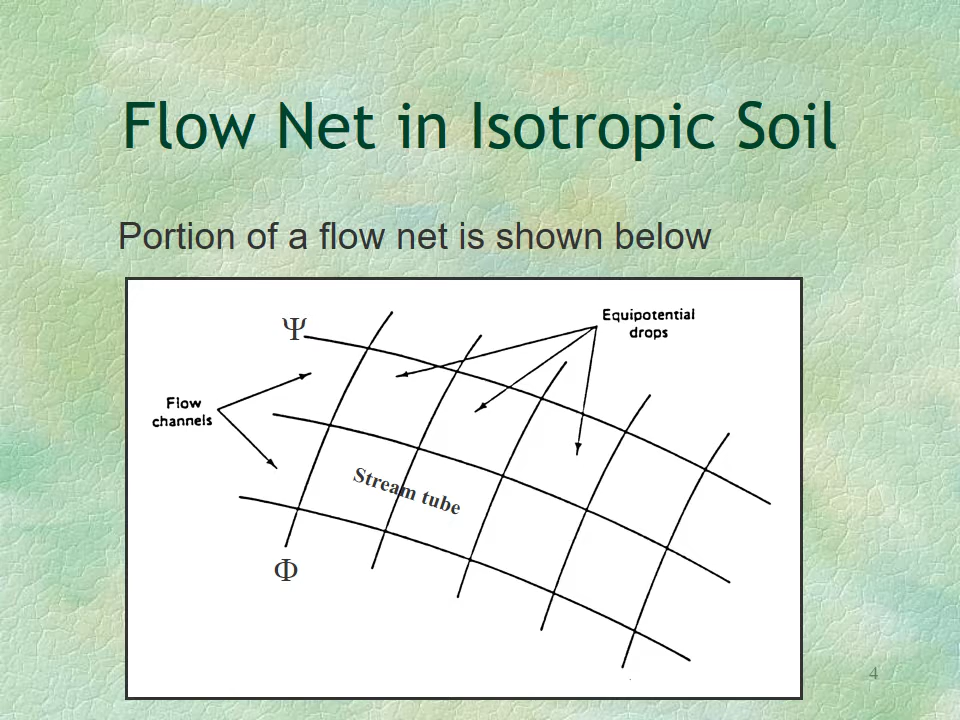 Flow Net in Isotropic Soil
Portion of a flow net is shown below
Ψ
Equipotential
drops
Flow
channels
Stream tube
Φ
4